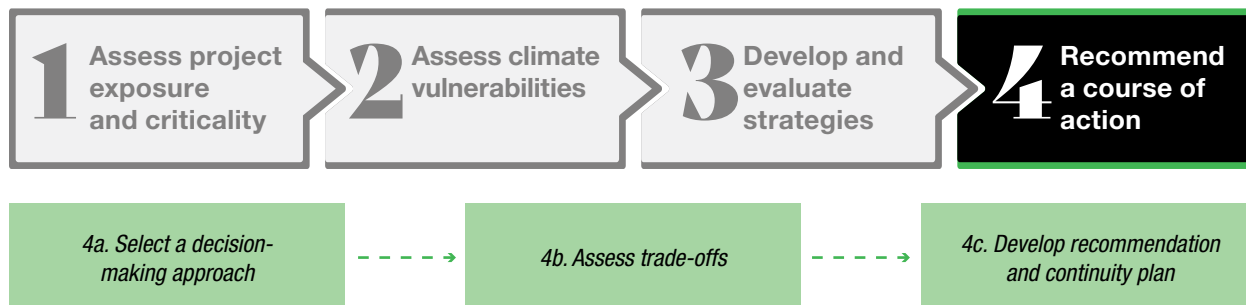 1
Assess project
exposure
and criticality
2
Assess climate
vulnerabilities
3
Develop and
evaluate
strategies
4
Recommend
a course of
action
4a. Select a decision-
making approach
4b. Assess trade-offs
4c. Develop recommendation
and continuity plan